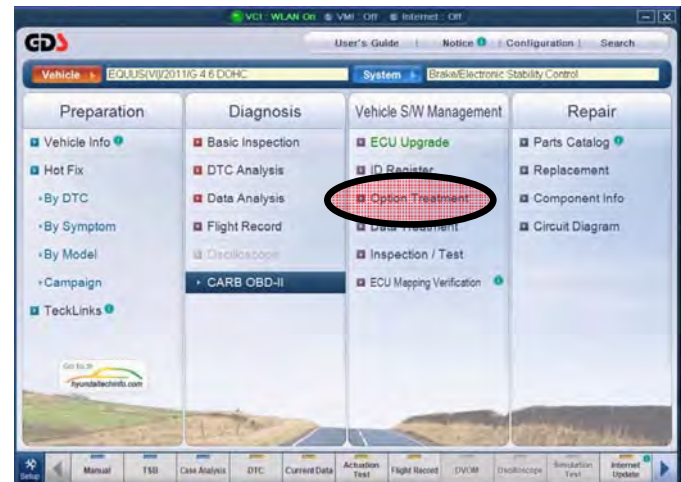 VCI : WLAN On VMI : Off Internet : Off
GDS User's Guide Notice Configuration Search
Vehicle EQUUS(VI)/2011/G 4.6 DOHC System Brake/Electronic Stability Control
Preparation Diagnosis Vehicle S/W Management Repair
Vehicle Info Basic Inspection ECU Upgrade Parts Catalog
Hot Fix DTC Analysis ID Register Replacement
By DTC Data Analysis Option Treatment Component Info
By Symptom Flight Record Data Treatment Circuit Diagram
By Model Oscilloscope Inspection / Test
Campaign CARB OBD-II ECU Mapping Verification
TeckLinks
Go to
hyundaitechinfo.com
Setup Manual TSB Case Analysis DTC Current Data Actuation Test Flight Record DVOM Oscilloscope Simulation Test Internet Update